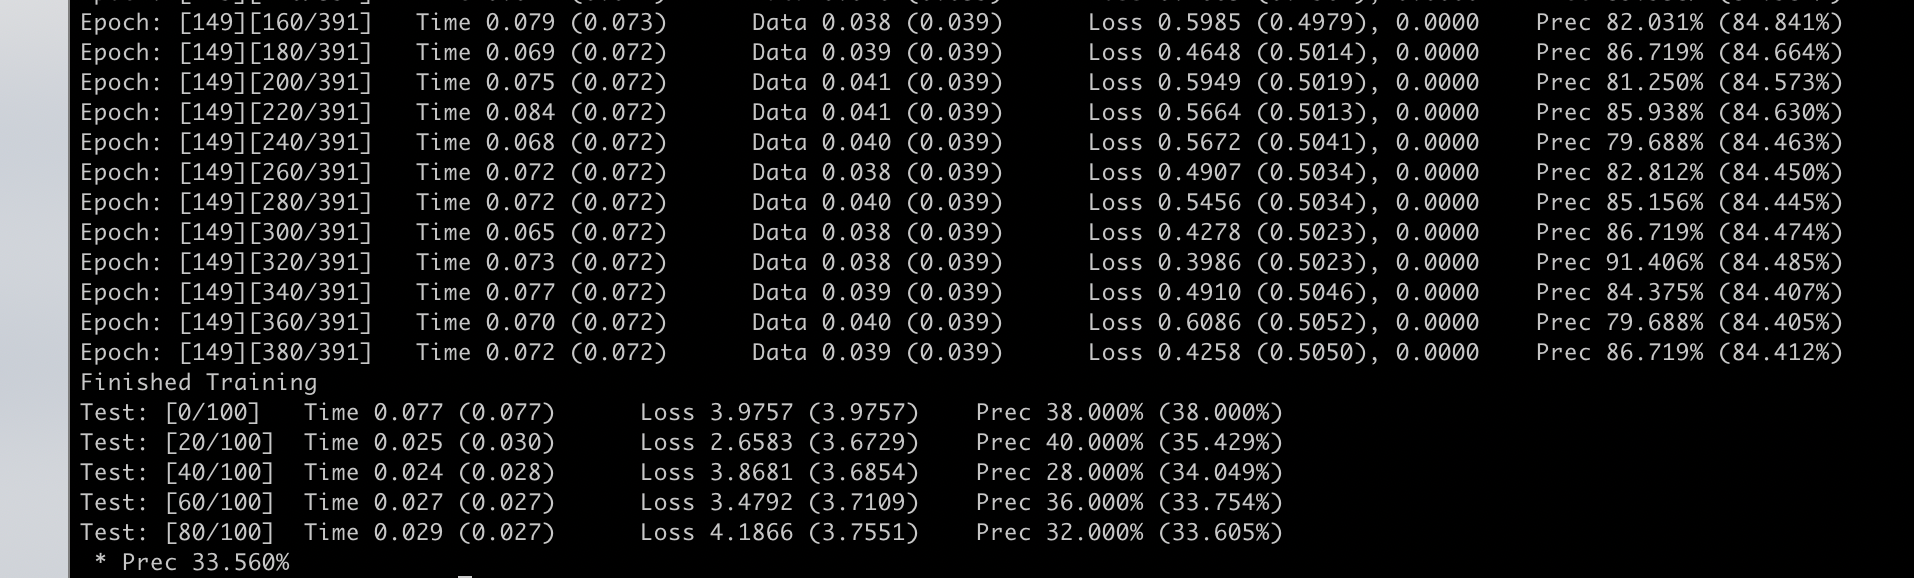 Epoch: [149][160/391] Time 0.079 (0.073) Data 0.038 (0.039) Loss 0.5985 (0.4979), 0.0000 Prec 82.031% (84.841%)
Epoch: [149][180/391] Time 0.069 (0.072) Data 0.039 (0.039) Loss 0.4648 (0.5014), 0.0000 Prec 86.719% (84.664%)
Epoch: [149][200/391] Time 0.075 (0.072) Data 0.041 (0.039) Loss 0.5949 (0.5019), 0.0000 Prec 81.250% (84.573%)
Epoch: [149][220/391] Time 0.084 (0.072) Data 0.041 (0.039) Loss 0.5664 (0.5013), 0.0000 Prec 85.938% (84.630%)
Epoch: [149][240/391] Time 0.068 (0.072) Data 0.040 (0.039) Loss 0.5672 (0.5041), 0.0000 Prec 79.688% (84.463%)
Epoch: [149][260/391] Time 0.072 (0.072) Data 0.038 (0.039) Loss 0.4907 (0.5034), 0.0000 Prec 82.812% (84.450%)
Epoch: [149][280/391] Time 0.072 (0.072) Data 0.040 (0.039) Loss 0.5456 (0.5034), 0.0000 Prec 85.156% (84.445%)
Epoch: [149][300/391] Time 0.065 (0.072) Data 0.038 (0.039) Loss 0.4278 (0.5023), 0.0000 Prec 86.719% (84.474%)
Epoch: [149][320/391] Time 0.073 (0.072) Data 0.038 (0.039) Loss 0.3986 (0.5023), 0.0000 Prec 91.406% (84.485%)
Epoch: [149][340/391] Time 0.077 (0.072) Data 0.039 (0.039) Loss 0.4910 (0.5046), 0.0000 Prec 84.375% (84.407%)
Epoch: [149][360/391] Time 0.070 (0.072) Data 0.040 (0.039) Loss 0.6086 (0.5052), 0.0000 Prec 79.688% (84.405%)
Epoch: [149][380/391] Time 0.072 (0.072) Data 0.039 (0.039) Loss 0.4258 (0.5050), 0.0000 Prec 86.719% (84.412%)
Finished Training
Test: [0/100] Time 0.077 (0.077) Loss 3.9757 (3.9757) Prec 38.000% (38.000%)
Test: [20/100] Time 0.025 (0.030) Loss 2.6583 (3.6729) Prec 40.000% (35.429%)
Test: [40/100] Time 0.024 (0.028) Loss 3.8681 (3.6854) Prec 28.000% (34.049%)
Test: [60/100] Time 0.027 (0.027) Loss 3.4792 (3.7109) Prec 36.000% (33.754%)
Test: [80/100] Time 0.029 (0.027) Loss 4.1866 (3.7551) Prec 32.000% (33.605%)
* Prec 33.560%